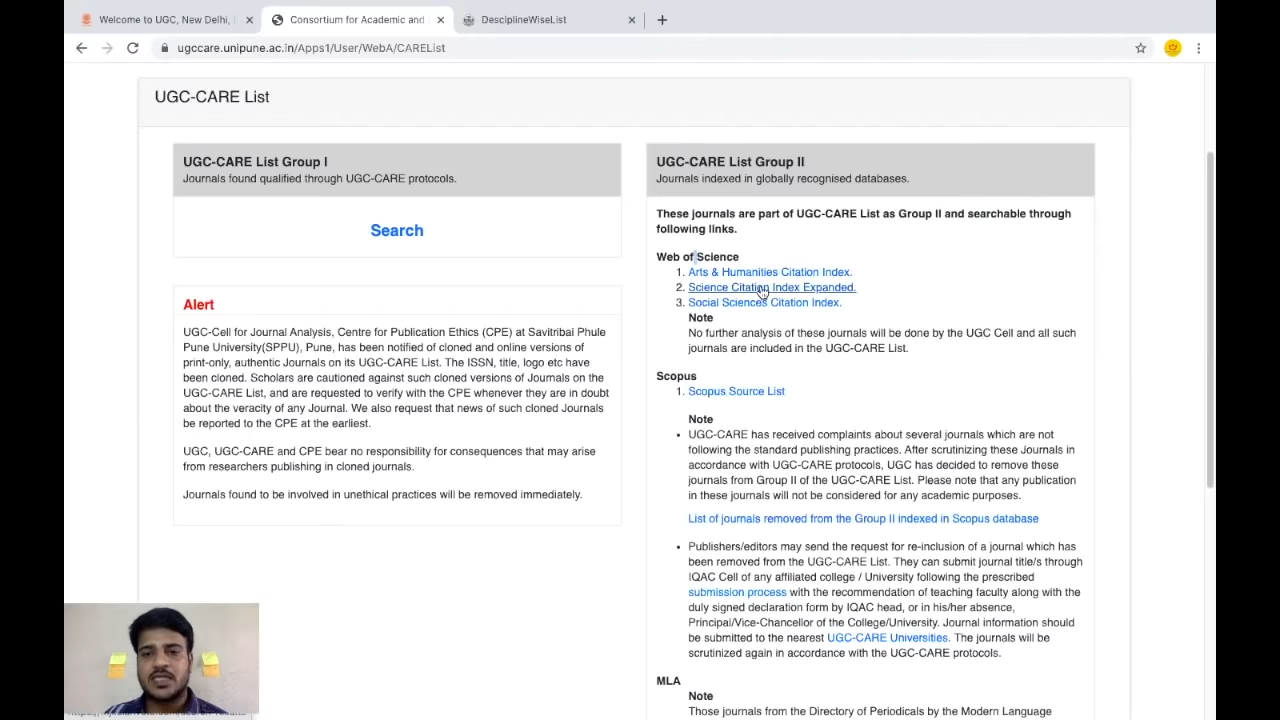 Welcome to UGC, New Delhi,
Consortium for Academic and
DesciplineWiseList
ugccare.unipune.ac.in/Apps1/User/WebA/CAREList
UGC-CARE List
UGC-CARE List Group I
Journals found qualified through UGC-CARE protocols.
Search
Alert
UGC-Cell for Journal Analysis, Centre for Publication Ethics (CPE) at Savitribai Phule
Pune University(SPPU), Pune, has been notified of cloned and online versions of
print-only, authentic Journals on its UGC-CARE List. The ISSN, title, logo etc have
been cloned. Scholars are cautioned against such cloned versions of Journals on the
UGC-CARE List, and are requested to verify with the CPE whenever they are in doubt
about the veracity of any Journal. We also request that news of such cloned Journals
be reported to the CPE at the earliest.
UGC, UGC-CARE and CPE bear no responsibility for consequences that may arise
from researchers publishing in cloned journals.
Journals found to be involved in unethical practices will be removed immediately.
UGC-CARE List Group II
Journals indexed in globally recognised databases.
These journals are part of UGC-CARE List as Group II and searchable through
following links.
Web of Science
1. Arts & Humanities Citation Index.
2. Science Citation Index Expanded.
3. Social Sciences Citation Index.
Note
No further analysis of these journals will be done by the UGC Cell and all such
journals are included in the UGC-CARE List.
Scopus
1. Scopus Source List
Note
• UGC-CARE has received complaints about several journals which are not
following the standard publishing practices. After scrutinizing these Journals in
accordance with UGC-CARE protocols, UGC has decided to remove these
journals from Group II of the UGC-CARE List. Please note that any publication
in these journals will not be considered for any academic purposes.
List of journals removed from the Group II indexed in Scopus database
• Publishers/editors may send the request for re-inclusion of a journal which has
been removed from the UGC-CARE List. They can submit journal title/s through
IQAC Cell of any affiliated college / University following the prescribed
submission process with the recommendation of teaching faculty along with the
duly signed declaration form by IQAC head, or in his/her absence,
Principal/Vice-Chancellor of the College/University. Journal information should
be submitted to the nearest UGC-CARE Universities. The journals will be
scrutinized again in accordance with the UGC-CARE protocols.
MLA
Note
Those journals from the Directory of Periodicals by the Modern Language